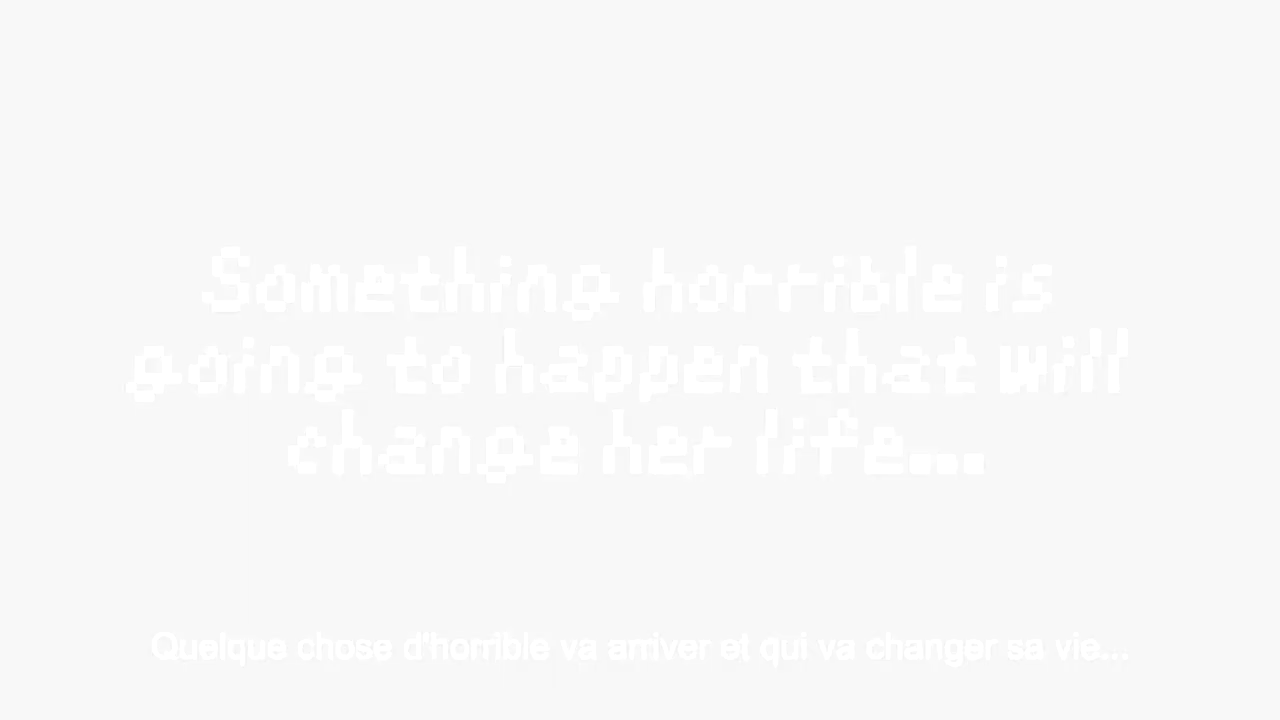 Something horrible is
going to happen that will
change her life...
Quelque chose d'horrible va arriver et qui va changer sa vie...